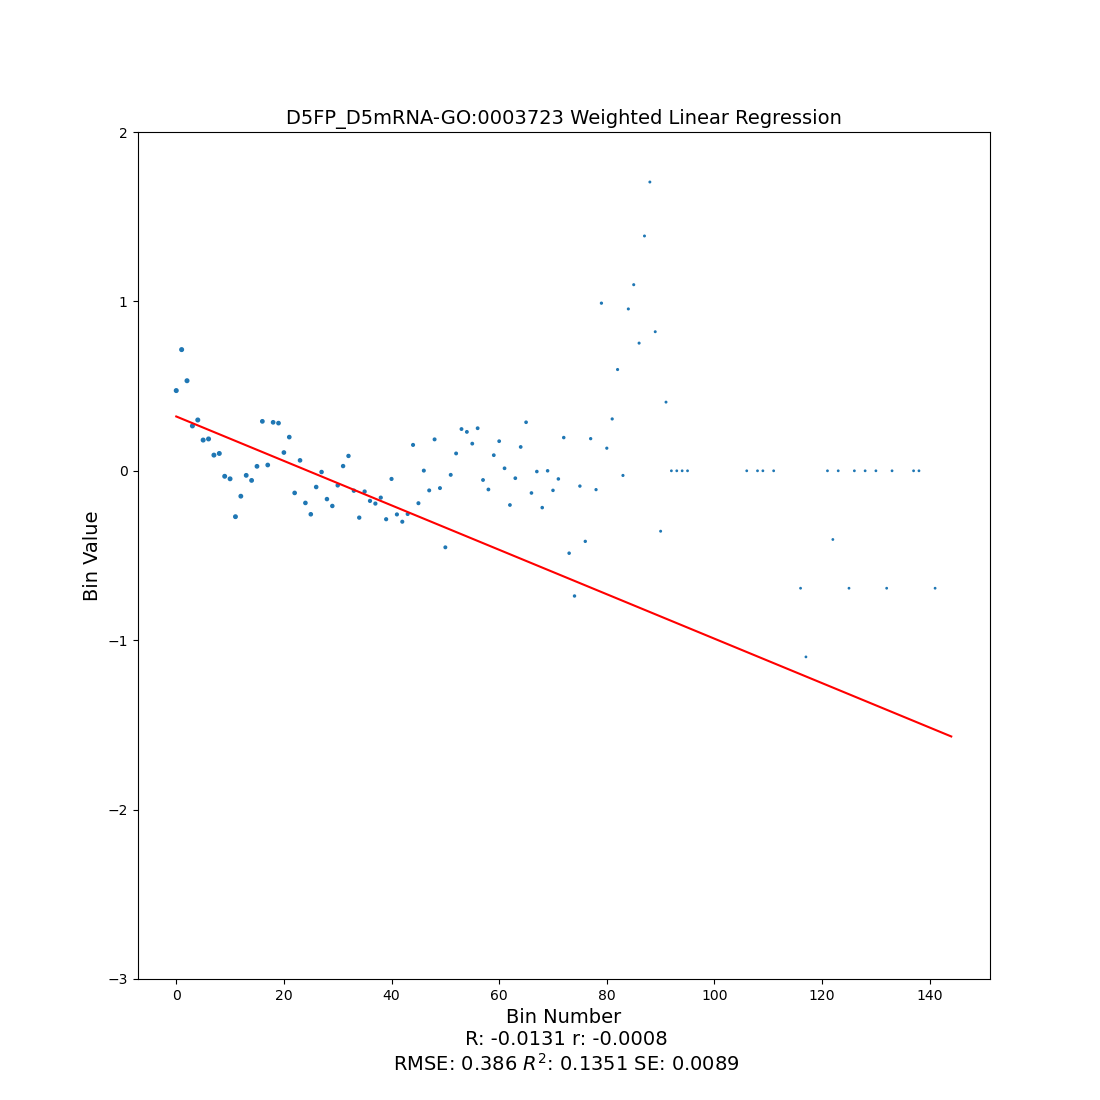 D5FP_D5mRNA-GO:0003723 Weighted Linear Regression
2
1
0
−1
−2
−3
Bin Value
0 20 40 60 80 100 120 140
Bin Number
R: -0.0131 r: -0.0008
RMSE: 0.386 R²: 0.1351 SE: 0.0089